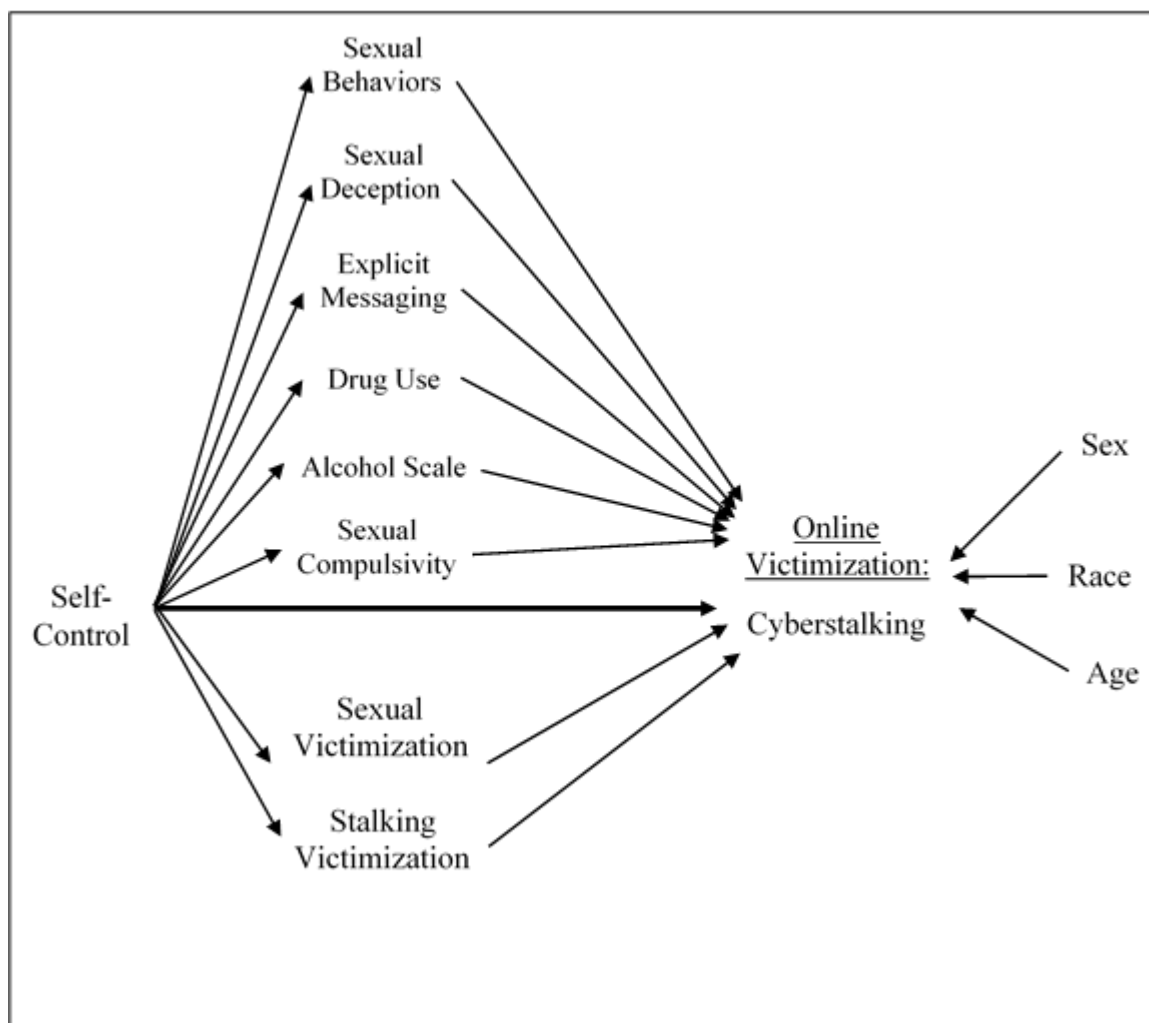 Sexual
Behaviors
Sexual
Deception
Explicit
Messaging
Drug Use
Alcohol Scale
Sexual
Compulsivity
Self-
Control
Sexual
Victimization
Stalking
Victimization
Online
Victimization:
Cyberstalking
Sex
Race
Age